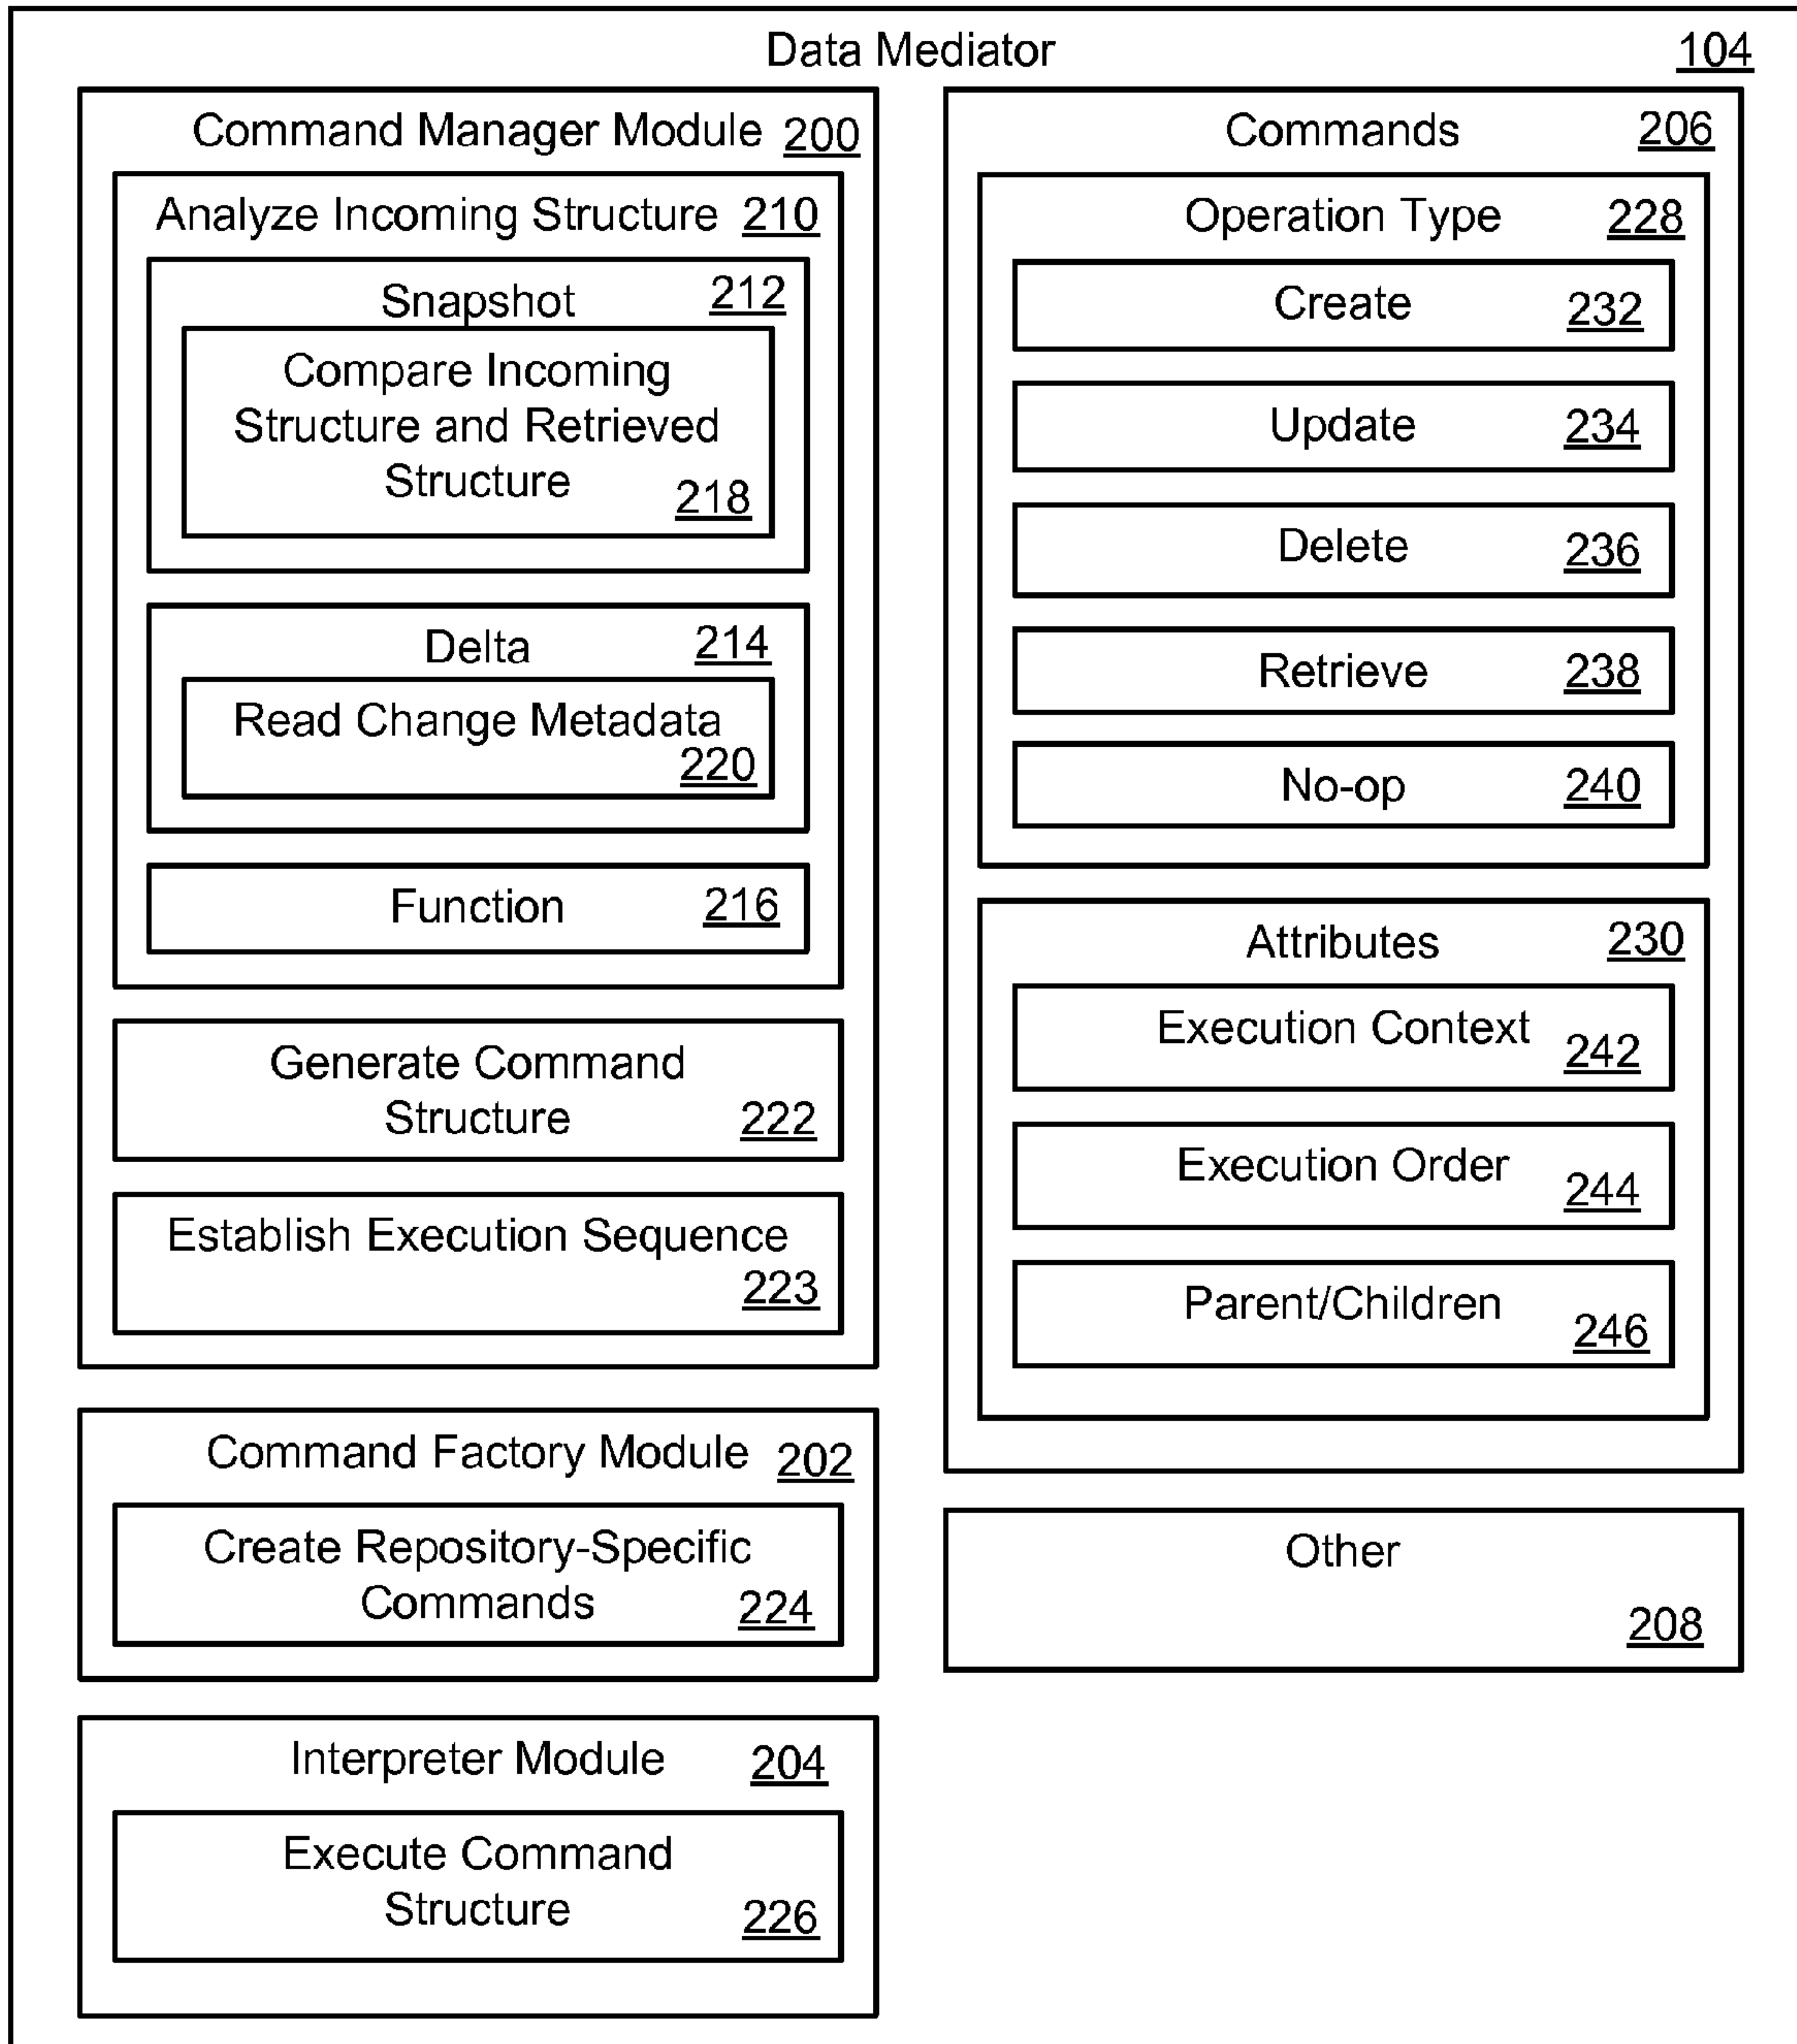 Data Mediator 104
Command Manager Module 200
Analyze Incoming Structure 210
Snapshot 212
Compare Incoming
Structure and Retrieved
Structure 218
Delta 214
Read Change Metadata
220
Function 216
Generate Command
Structure 222
Establish Execution Sequence
223
Command Factory Module 202
Create Repository-Specific
Commands 224
Interpreter Module 204
Execute Command
Structure 226
Commands 206
Operation Type 228
Create 232
Update 234
Delete 236
Retrieve 238
No-op 240
Attributes 230
Execution Context 242
Execution Order 244
Parent/Children 246
Other
208